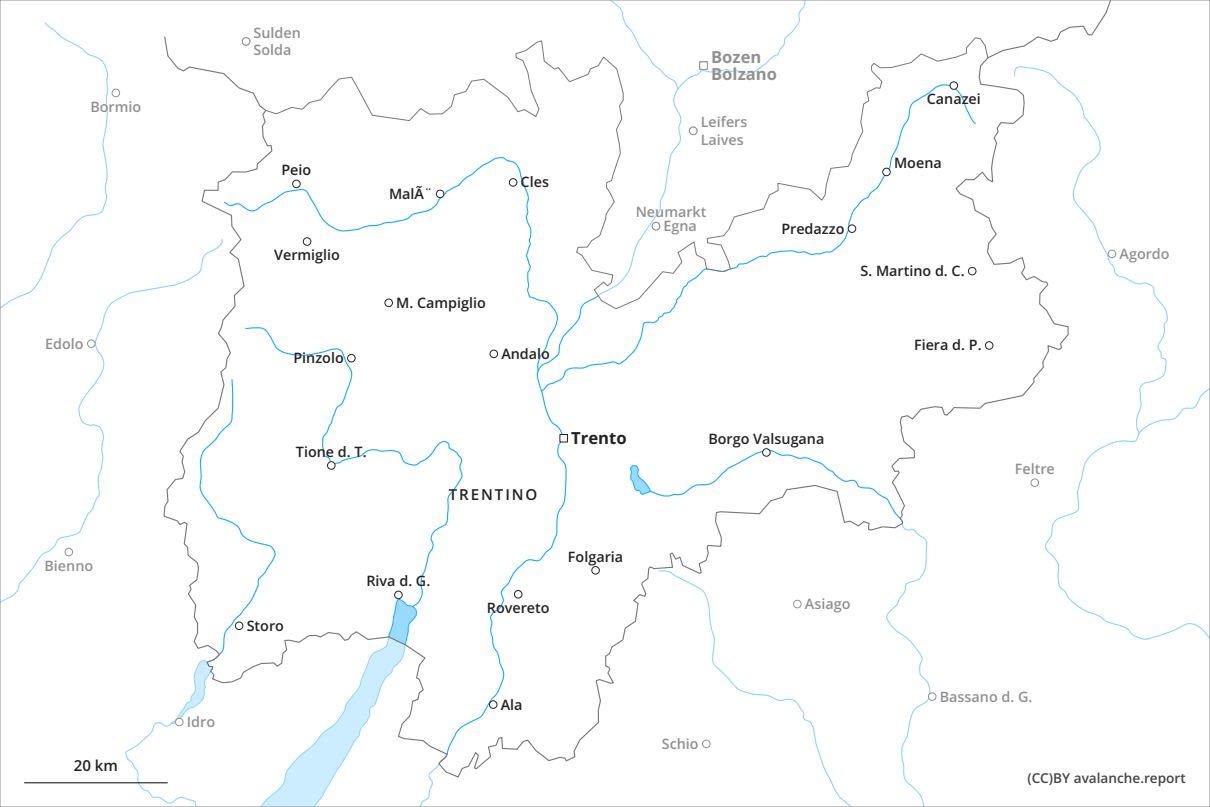 Sulden
Solda
Bozen
Bolzano
Bormio
Canazei
Leifers
Laives
Moena
Peio
MalÃ¨
Cles
Neumarkt
Egna
Predazzo
Vermiglio
Agordo
S. Martino d. C.
M. Campiglio
Edolo
Pinzolo
Andalo
Fiera d. P.
Trento
Borgo Valsugana
Tione d. T.
Feltre
TRENTINO
Bienno
Folgaria
Riva d. G.
Rovereto
Asiago
Storo
Bassano d. G.
Ala
Idro
Schio
20 km
(CC)BY avalanche.report